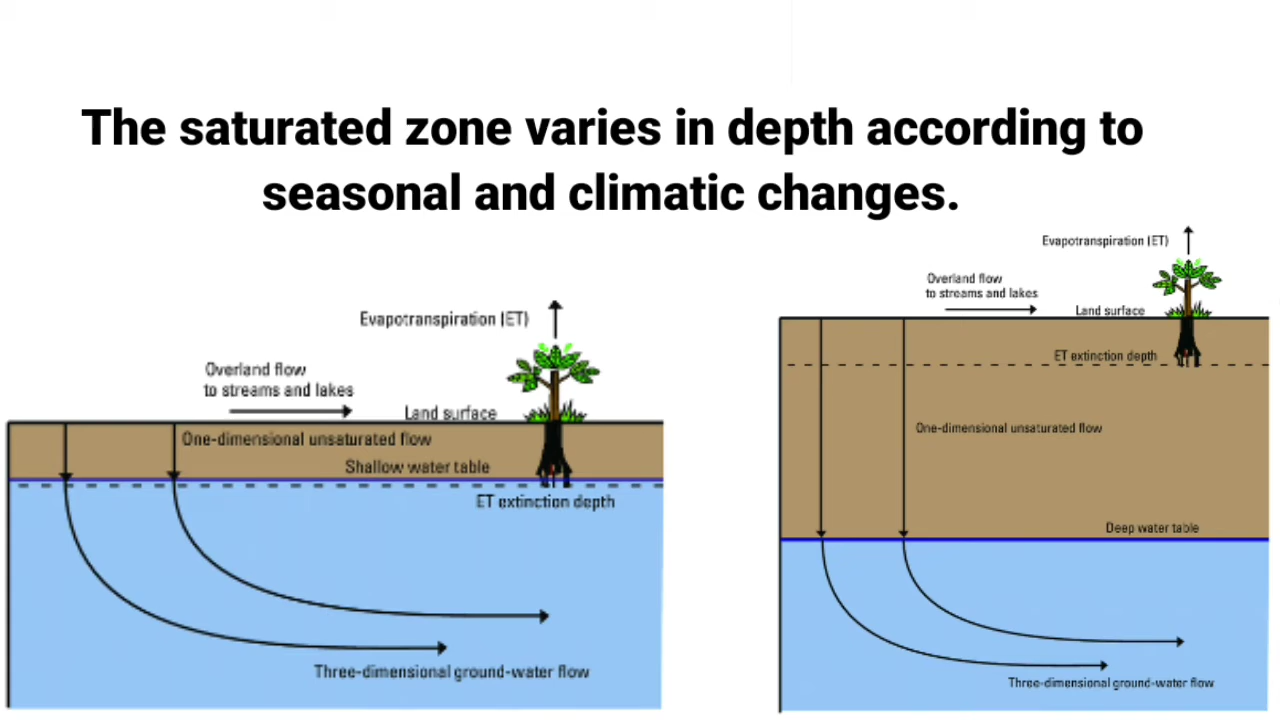 The saturated zone varies in depth according to
seasonal and climatic changes.
Evapotranspiration (ET)
Overland flow
to streams and lakes
Land surface
One-dimensional unsaturated flow
Shallow water table
ET extinction depth
Three-dimensional ground-water flow
Evapotranspiration (ET)
Overland flow
to streams and lakes
Land surface
ET extinction depth
One-dimensional unsaturated flow
Deep water table
Three-dimensional ground-water flow